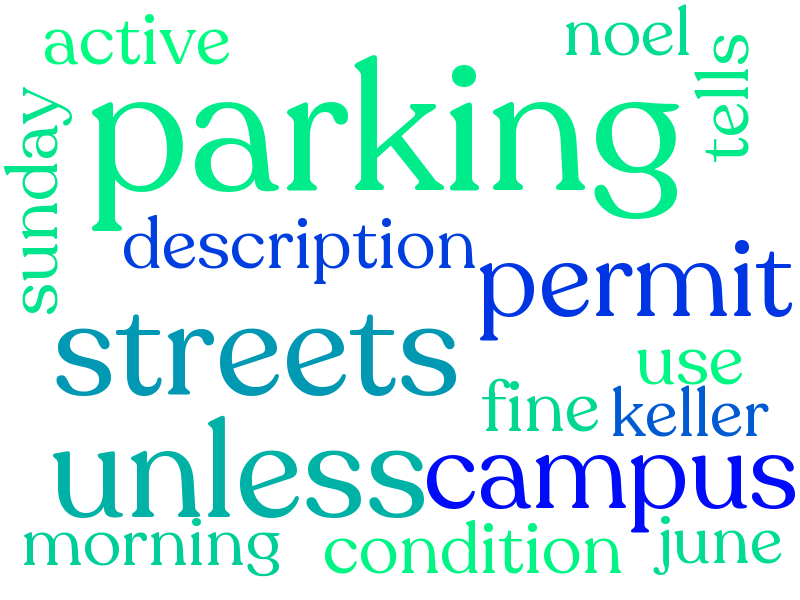 active
noel
tells
sunday
parking
description
permit
streets
use
fine
keller
unless
campus
morning
condition
june